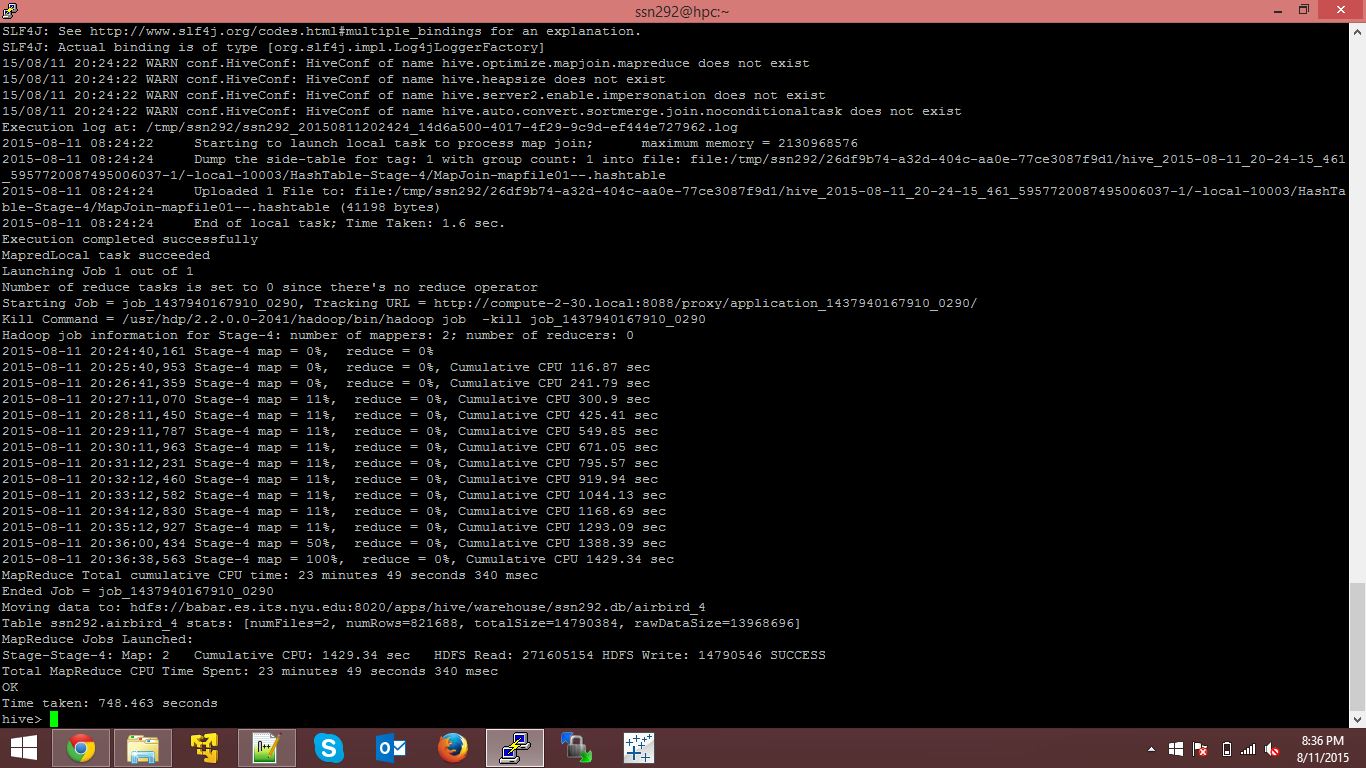 ssn292@hpc:~
SLF4J: See http://www.slf4j.org/codes.html#multiple_bindings for an explanation.
SLF4J: Actual binding is of type [org.slf4j.impl.Log4jLoggerFactory]
15/08/11 20:24:22 WARN conf.HiveConf: HiveConf of name hive.optimize.mapjoin.mapreduce does not exist
15/08/11 20:24:22 WARN conf.HiveConf: HiveConf of name hive.heapsize does not exist
15/08/11 20:24:22 WARN conf.HiveConf: HiveConf of name hive.server2.enable.impersonation does not exist
15/08/11 20:24:22 WARN conf.HiveConf: HiveConf of name hive.auto.convert.sortmerge.join.noconditionaltask does not exist
Execution log at: /tmp/ssn292/ssn292_20150811202424_14d6a500-4017-4f29-9c9d-ef444e727962.log
2015-08-11 08:24:22     Starting to launch local task to process map join;      maximum memory = 2130968576
2015-08-11 08:24:24     Dump the side-table for tag: 1 with group count: 1 into file: file:/tmp/ssn292/26df9b74-a32d-404c-aa0e-77ce3087f9d1/hive_2015-08-11_20-24-15_461
_5957720087495006037-1/-local-10003/HashTable-Stage-4/MapJoin-mapfile01--.hashtable
2015-08-11 08:24:24     Uploaded 1 File to: file:/tmp/ssn292/26df9b74-a32d-404c-aa0e-77ce3087f9d1/hive_2015-08-11_20-24-15_461_5957720087495006037-1/-local-10003/HashTa
ble-Stage-4/MapJoin-mapfile01--.hashtable (41198 bytes)
2015-08-11 08:24:24     End of local task; Time Taken: 1.6 sec.
Execution completed successfully
MapredLocal task succeeded
Launching Job 1 out of 1
Number of reduce tasks is set to 0 since there's no reduce operator
Starting Job = job_1437940167910_0290, Tracking URL = http://compute-2-30.local:8088/proxy/application_1437940167910_0290/
Kill Command = /usr/hdp/2.2.0.0-2041/hadoop/bin/hadoop job  -kill job_1437940167910_0290
Hadoop job information for Stage-4: number of mappers: 2; number of reducers: 0
2015-08-11 20:24:40,161 Stage-4 map = 0%,  reduce = 0%
2015-08-11 20:25:40,953 Stage-4 map = 0%,  reduce = 0%, Cumulative CPU 116.87 sec
2015-08-11 20:26:41,359 Stage-4 map = 0%,  reduce = 0%, Cumulative CPU 241.79 sec
2015-08-11 20:27:11,070 Stage-4 map = 11%,  reduce = 0%, Cumulative CPU 300.9 sec
2015-08-11 20:28:11,450 Stage-4 map = 11%,  reduce = 0%, Cumulative CPU 425.41 sec
2015-08-11 20:29:11,787 Stage-4 map = 11%,  reduce = 0%, Cumulative CPU 549.85 sec
2015-08-11 20:30:11,963 Stage-4 map = 11%,  reduce = 0%, Cumulative CPU 671.05 sec
2015-08-11 20:31:12,231 Stage-4 map = 11%,  reduce = 0%, Cumulative CPU 795.57 sec
2015-08-11 20:32:12,460 Stage-4 map = 11%,  reduce = 0%, Cumulative CPU 919.94 sec
2015-08-11 20:33:12,582 Stage-4 map = 11%,  reduce = 0%, Cumulative CPU 1044.13 sec
2015-08-11 20:34:12,830 Stage-4 map = 11%,  reduce = 0%, Cumulative CPU 1168.69 sec
2015-08-11 20:35:12,927 Stage-4 map = 11%,  reduce = 0%, Cumulative CPU 1293.09 sec
2015-08-11 20:36:00,434 Stage-4 map = 50%,  reduce = 0%, Cumulative CPU 1388.39 sec
2015-08-11 20:36:38,563 Stage-4 map = 100%,  reduce = 0%, Cumulative CPU 1429.34 sec
MapReduce Total cumulative CPU time: 23 minutes 49 seconds 340 msec
Ended Job = job_1437940167910_0290
Moving data to: hdfs://babar.es.its.nyu.edu:8020/apps/hive/warehouse/ssn292.db/airbird_4
Table ssn292.airbird_4 stats: [numFiles=2, numRows=821688, totalSize=14790384, rawDataSize=13968696]
MapReduce Jobs Launched:
Stage-Stage-4: Map: 2   Cumulative CPU: 1429.34 sec   HDFS Read: 271605154 HDFS Write: 14790546 SUCCESS
Total MapReduce CPU Time Spent: 23 minutes 49 seconds 340 msec
OK
Time taken: 748.463 seconds
hive>
8:36 PM
8/11/2015